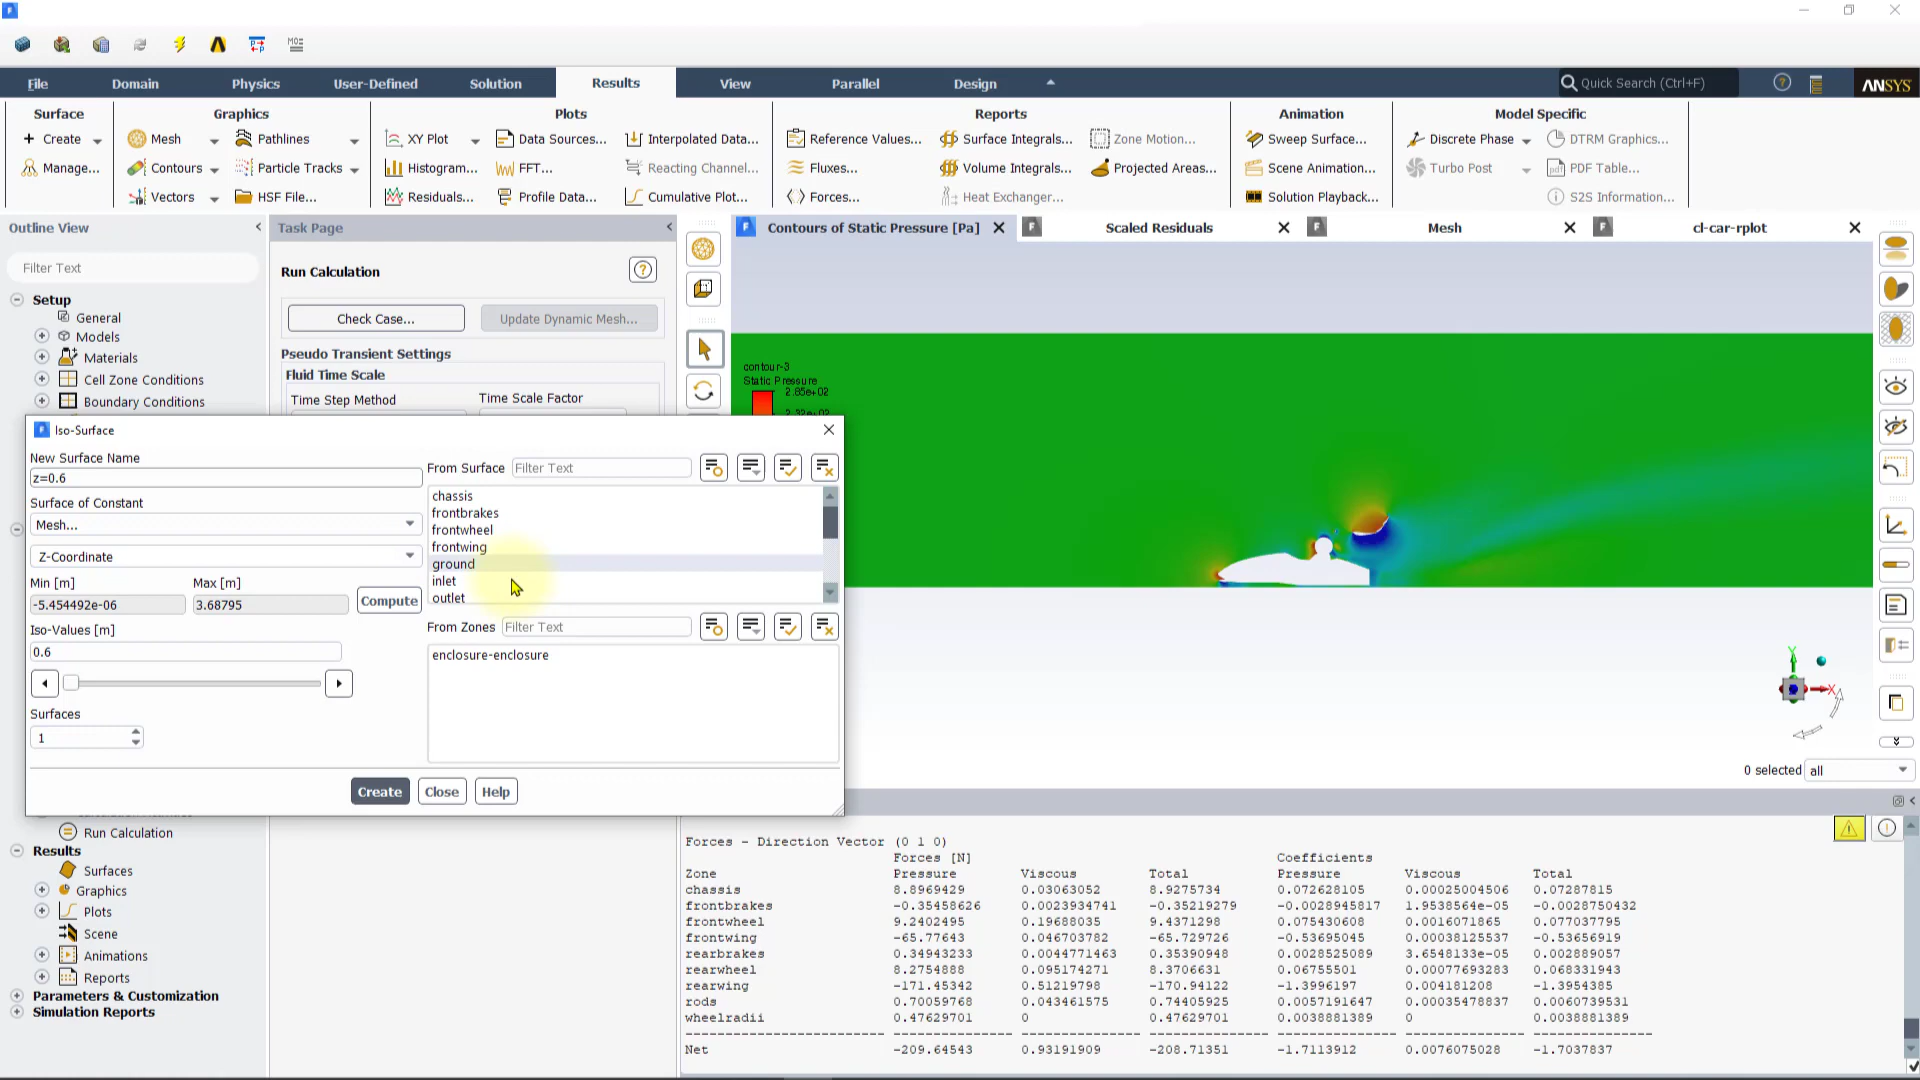 File Domain Physics User-Defined Solution Results View Parallel Design Quick Search (Ctrl+F) ANSYS
Surface Graphics Plots Reports Animation Model Specific
Create Mesh Pathlines XY Plot Data Sources... Interpolated Data... Reference Values... Surface Integrals... Zone Motion... Sweep Surface... Discrete Phase DTRM Graphics...
Manage... Contours Particle Tracks Histogram... FFT... Reacting Channel... Fluxes... Volume Integrals... Projected Areas... Scene Animation... Turbo Post PDF Table...
Vectors HSF File... Residuals... Profile Data... Cumulative Plot... Forces... Heat Exchanger... Solution Playback... S2S Information...
Outline View Task Page Contours of Static Pressure [Pa] Scaled Residuals Mesh cl-car-rplot
Filter Text
Setup
General
Models
Materials
Cell Zone Conditions
Boundary Conditions
Run Calculation
Check Case... Update Dynamic Mesh...
Pseudo Transient Settings
Fluid Time Scale
Time Step Method Time Scale Factor
contour-3
Static Pressure
2.85e+02
2.32e+02
Iso-Surface
New Surface Name
z=0.6
Surface of Constant
Mesh...
Z-Coordinate
Min [m] Max [m]
-5.454492e-06 3.68795 Compute
Iso-Values [m]
0.6
Surfaces
1
From Surface Filter Text
chassis
frontbrakes
frontwheel
frontwing
ground
inlet
outlet
From Zones Filter Text
enclosure-enclosure
Create Close Help
Y
X
0 selected all
Run Calculation
Results
Surfaces
Graphics
Plots
Scene
Animations
Reports
Parameters & Customization
Simulation Reports
Forces - Direction Vector (0 1 0)
Forces [N] Coefficients
Zone Pressure Viscous Total Pressure Viscous Total
chassis 8.8969429 0.03063052 8.9275734 0.072628105 0.00025004506 0.07287815
frontbrakes -0.35458626 0.0023934741 -0.35219279 -0.0028945817 1.9538564e-05 -0.0028750432
frontwheel 9.2402495 0.19688035 9.4371298 0.075430608 0.0016071865 0.077037795
frontwing -65.77643 0.046703782 -65.729726 -0.53695045 0.00038125537 -0.53656919
rearbrakes 0.34943233 0.0044771463 0.35390948 0.0028525089 3.6548133e-05 0.002889057
rearwheel 8.2754888 0.095174271 8.3706631 0.06755501 0.00077693283 0.068331943
rearwing -171.45342 0.51219798 -170.94122 -1.3996197 0.004181208 -1.3954385
rods 0.70059768 0.043461575 0.74405925 0.0057191647 0.00035478837 0.0060739531
wheelradii 0.47629701 0 0.47629701 0.0038881389 0 0.0038881389
Net -209.64543 0.93191909 -208.71351 -1.7113912 0.0076075028 -1.7037837